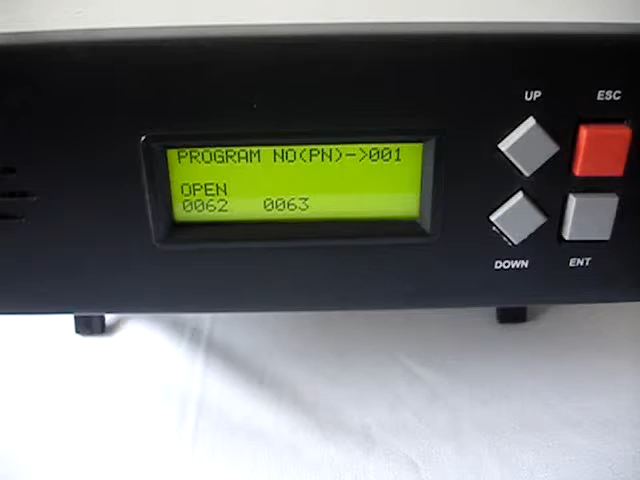 UP
ESC
PROGRAM NO(PN)->001
OPEN
0062 0063
DOWN
ENT